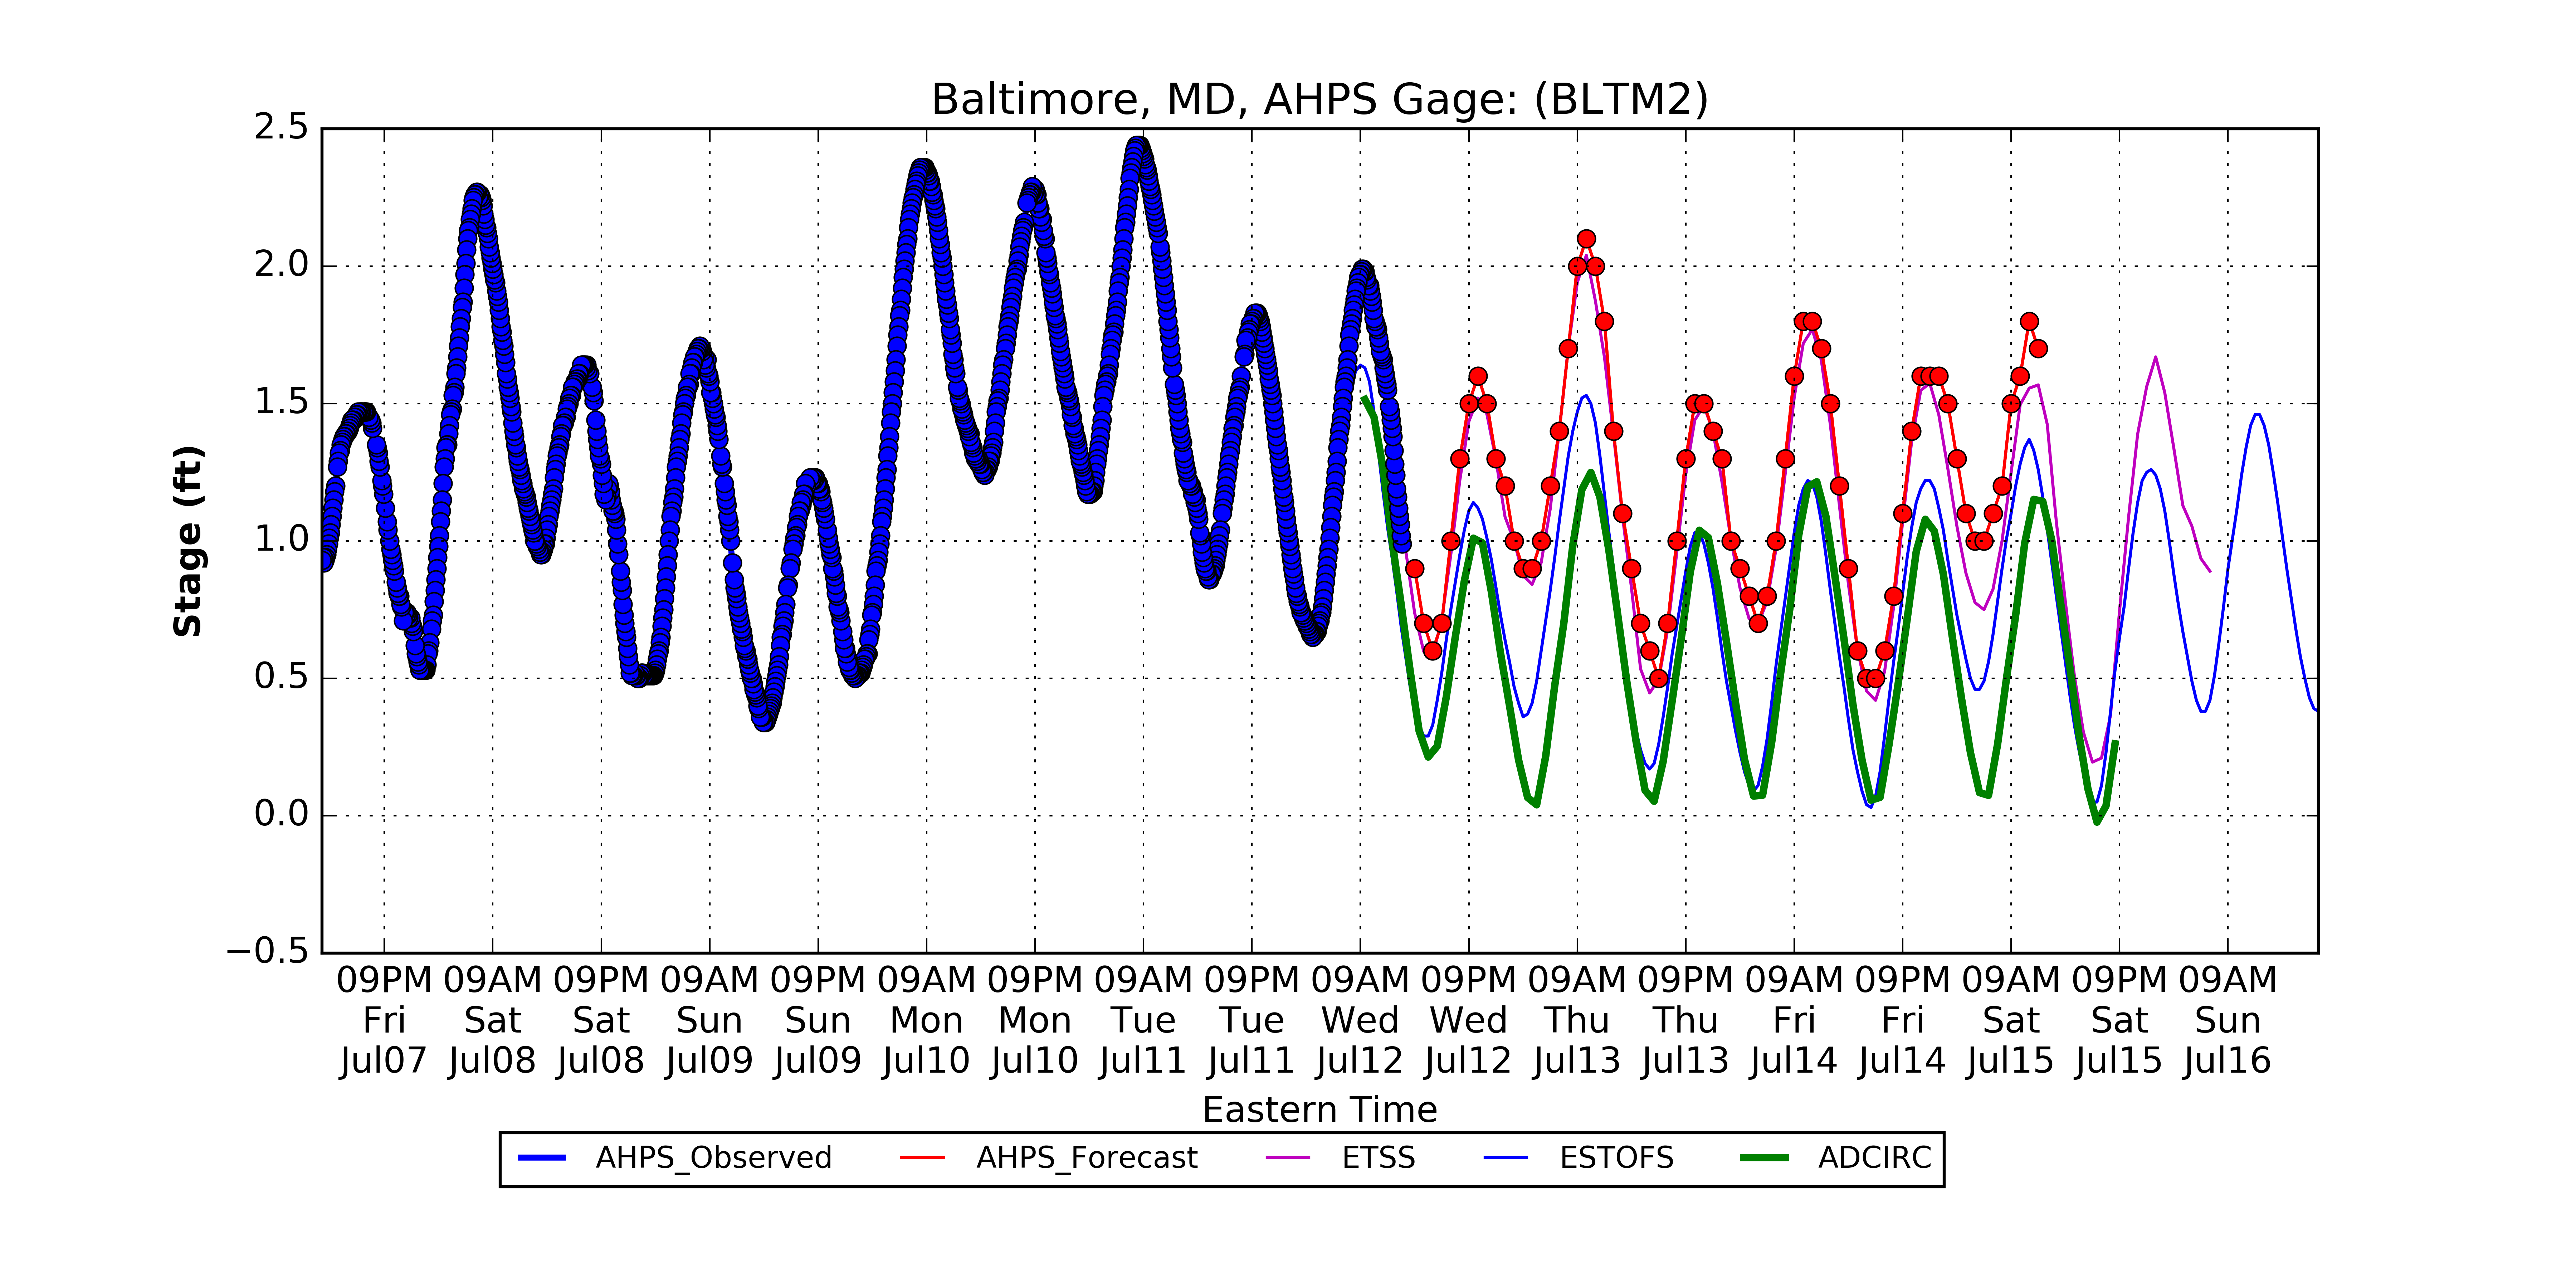 Baltimore, MD, AHPS Gage: (BLTM2)
2.5
2.0
1.5
1.0
0.5
0.0
−0.5
Stage (ft)
09PM 09AM 09PM 09AM 09PM 09AM 09PM 09AM 09PM 09AM 09PM 09AM 09PM 09AM 09PM 09AM 09PM 09AM
Fri Sat Sat Sun Sun Mon Mon Tue Tue Wed Wed Thu Thu Fri Fri Sat Sat Sun
Jul07 Jul08 Jul08 Jul09 Jul09 Jul10 Jul10 Jul11 Jul11 Jul12 Jul12 Jul13 Jul13 Jul14 Jul14 Jul15 Jul15 Jul16
Eastern Time
AHPS_Observed AHPS_Forecast ETSS ESTOFS ADCIRC